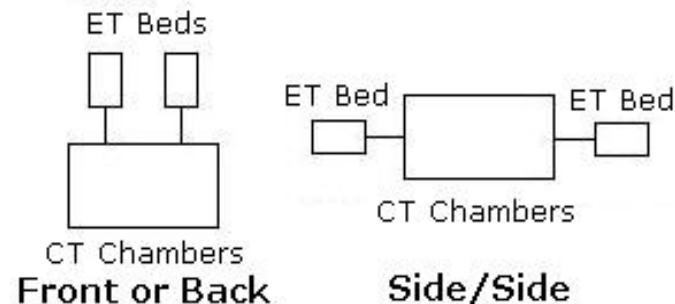 ET Beds
CT Chambers
Front or Back
ET Bed
ET Bed
CT Chambers
Side/Side